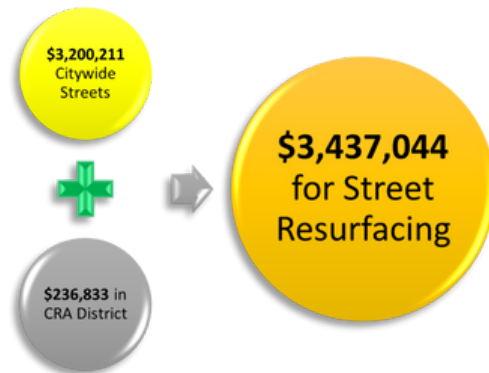 $3,200,211
Citywide
Streets
$236,833 in
CRA District
$3,437,044
for Street
Resurfacing